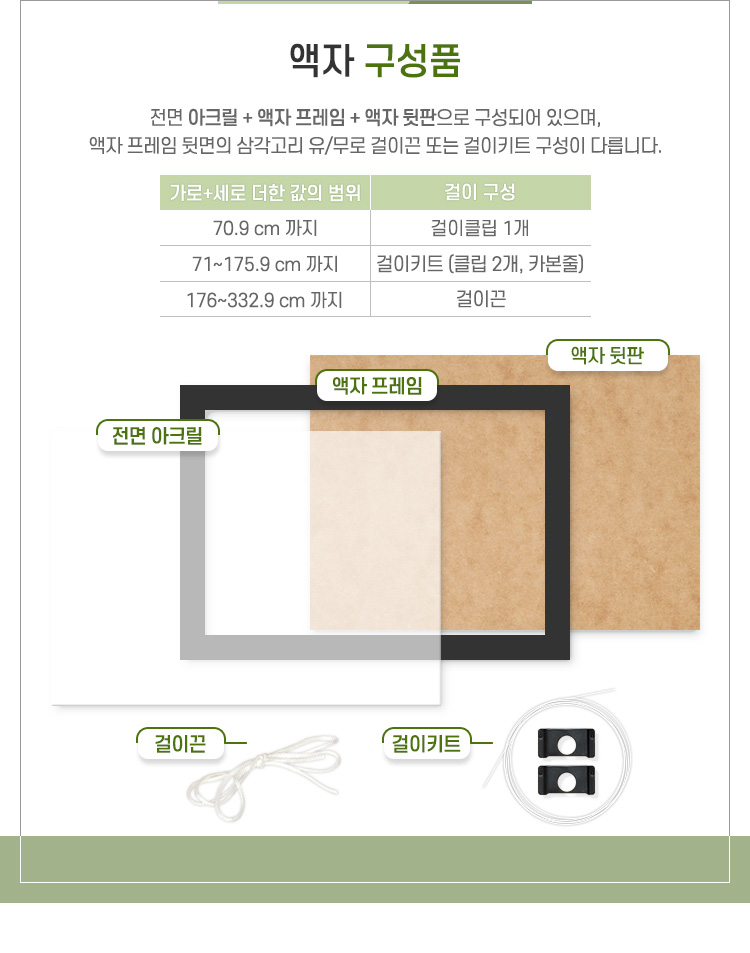 액자 구성품
전면 아크릴 + 액자 프레임 + 액자 뒷판으로 구성되어 있으며,
액자 프레임 뒷면의 삼각고리 유/무로 걸이끈 또는 걸이키트 구성이 다릅니다.
가로+세로 더한 값의 범위 걸이 구성
70.9 cm 까지 걸이클립 1개
71~175.9 cm 까지 걸이키트 (클립 2개, 카본줄)
176~332.9 cm 까지 걸이끈
액자 뒷판
액자 프레임
전면 아크릴
걸이끈
걸이키트